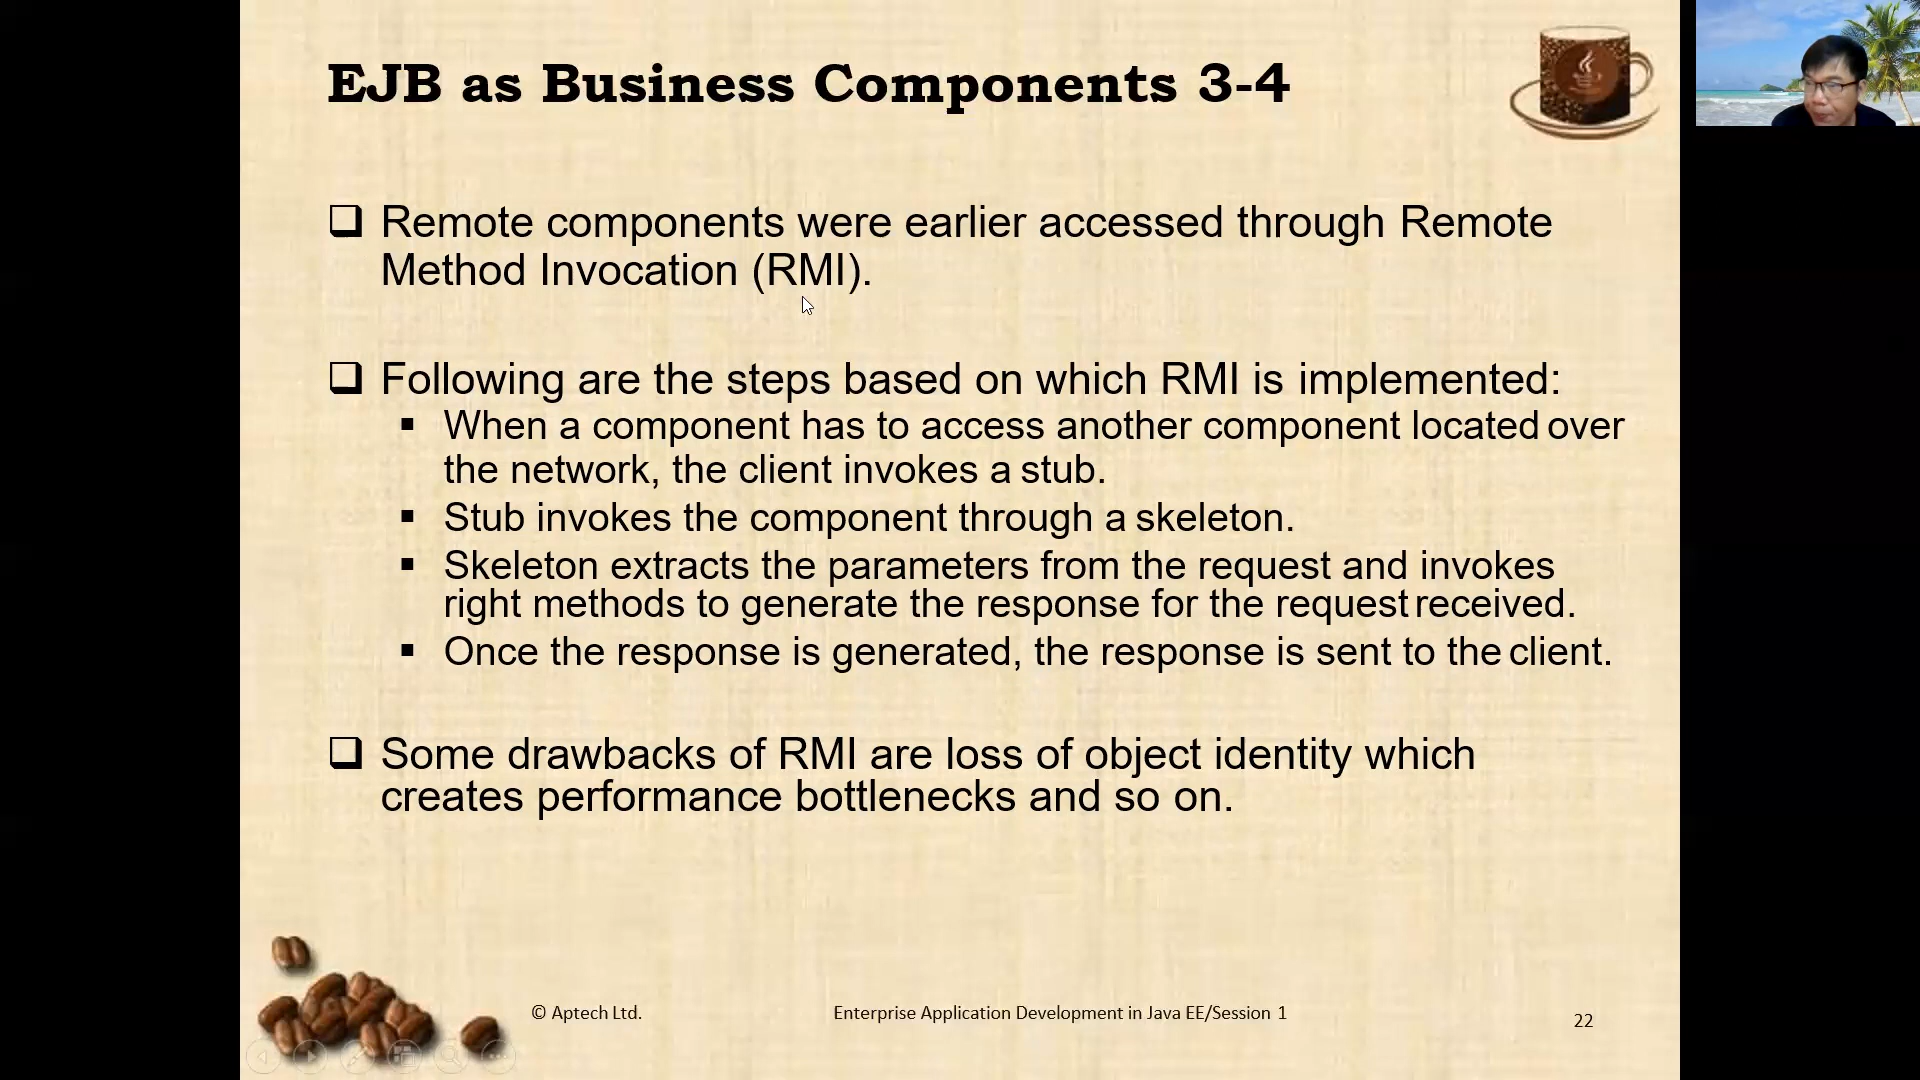 EJB as Business Components 3-4
Remote components were earlier accessed through Remote
Method Invocation (RMI).
Following are the steps based on which RMI is implemented:
When a component has to access another component located over
the network, the client invokes a stub.
Stub invokes the component through a skeleton.
Skeleton extracts the parameters from the request and invokes
right methods to generate the response for the request received.
Once the response is generated, the response is sent to the client.
Some drawbacks of RMI are loss of object identity which
creates performance bottlenecks and so on.
© Aptech Ltd.
Enterprise Application Development in Java EE/Session 1
22